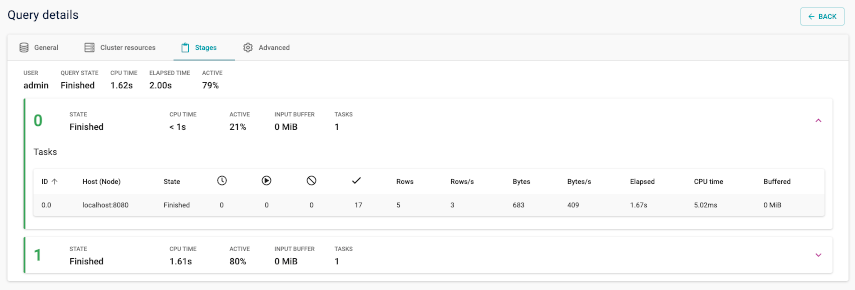 Query details
← BACK
General Cluster resources Stages Advanced
USER QUERY STATE CPU TIME ELAPSED TIME ACTIVE
admin Finished 1.62s 2.00s 79%
0
STATE CPU TIME ACTIVE INPUT BUFFER TASKS
Finished < 1s 21% 0 MiB 1
Tasks
ID ↑ Host (Node) State Rows Rows/s Bytes Bytes/s Elapsed CPU time Buffered
0.0 localhost:8080 Finished 0 0 0 17 5 3 683 409 1.67s 5.02ms 0 MiB
1
STATE CPU TIME ACTIVE INPUT BUFFER TASKS
Finished 1.61s 80% 0 MiB 1